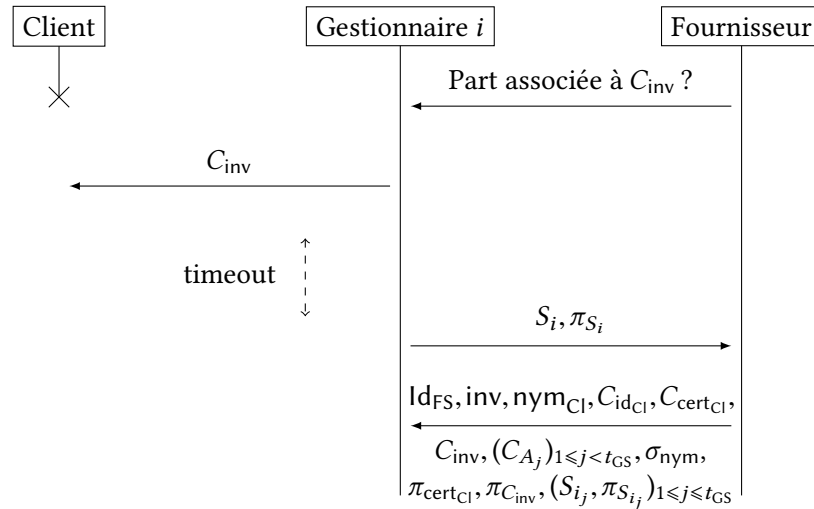 Client Gestionnaire i Fournisseur
Part associée à C_inv ?
C_inv
timeout
S_i, π_{S_i}
Id_FS, inv, nym_Cl, C_{id_Cl}, C_{cert_Cl},
C_inv, (C_{A_j})_{1⩽j<t_GS}, σ_nym,
π_{cert_Cl}, π_{C_inv}, (S_{i_j}, π_{S_{i_j}})_{1⩽j⩽t_GS}